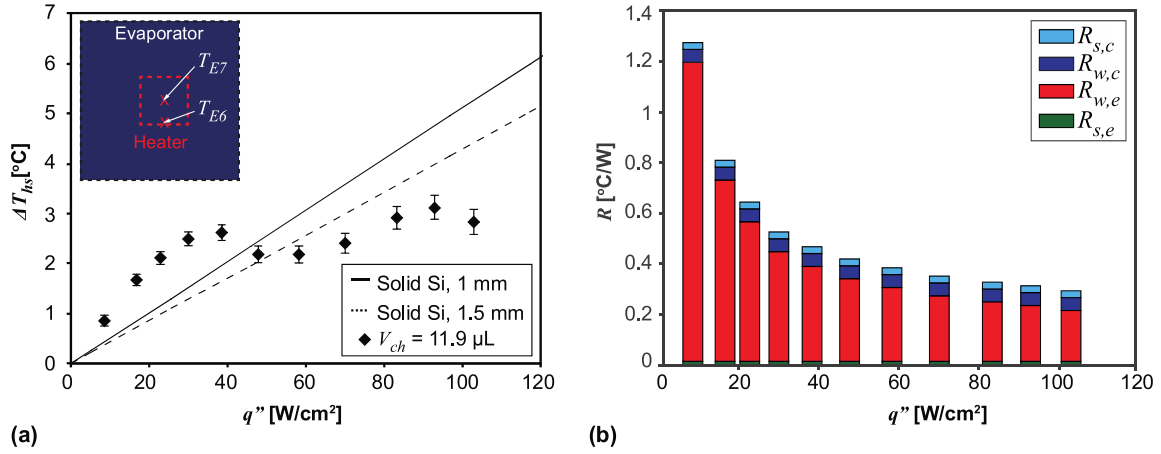 7
6
5
4
3
2
1
0
ΔT_hs[°C]
Evaporator
T_E7
T_E6
Heater
Solid Si, 1 mm
Solid Si, 1.5 mm
V_ch = 11.9 µL
0 20 40 60 80 100 120
q” [W/cm²]
(a)
1.4
1.2
1
0.8
0.6
0.4
0.2
0
R [°C/W]
R_s,c
R_w,c
R_w,e
R_s,e
0 20 40 60 80 100 120
q” [W/cm²]
(b)